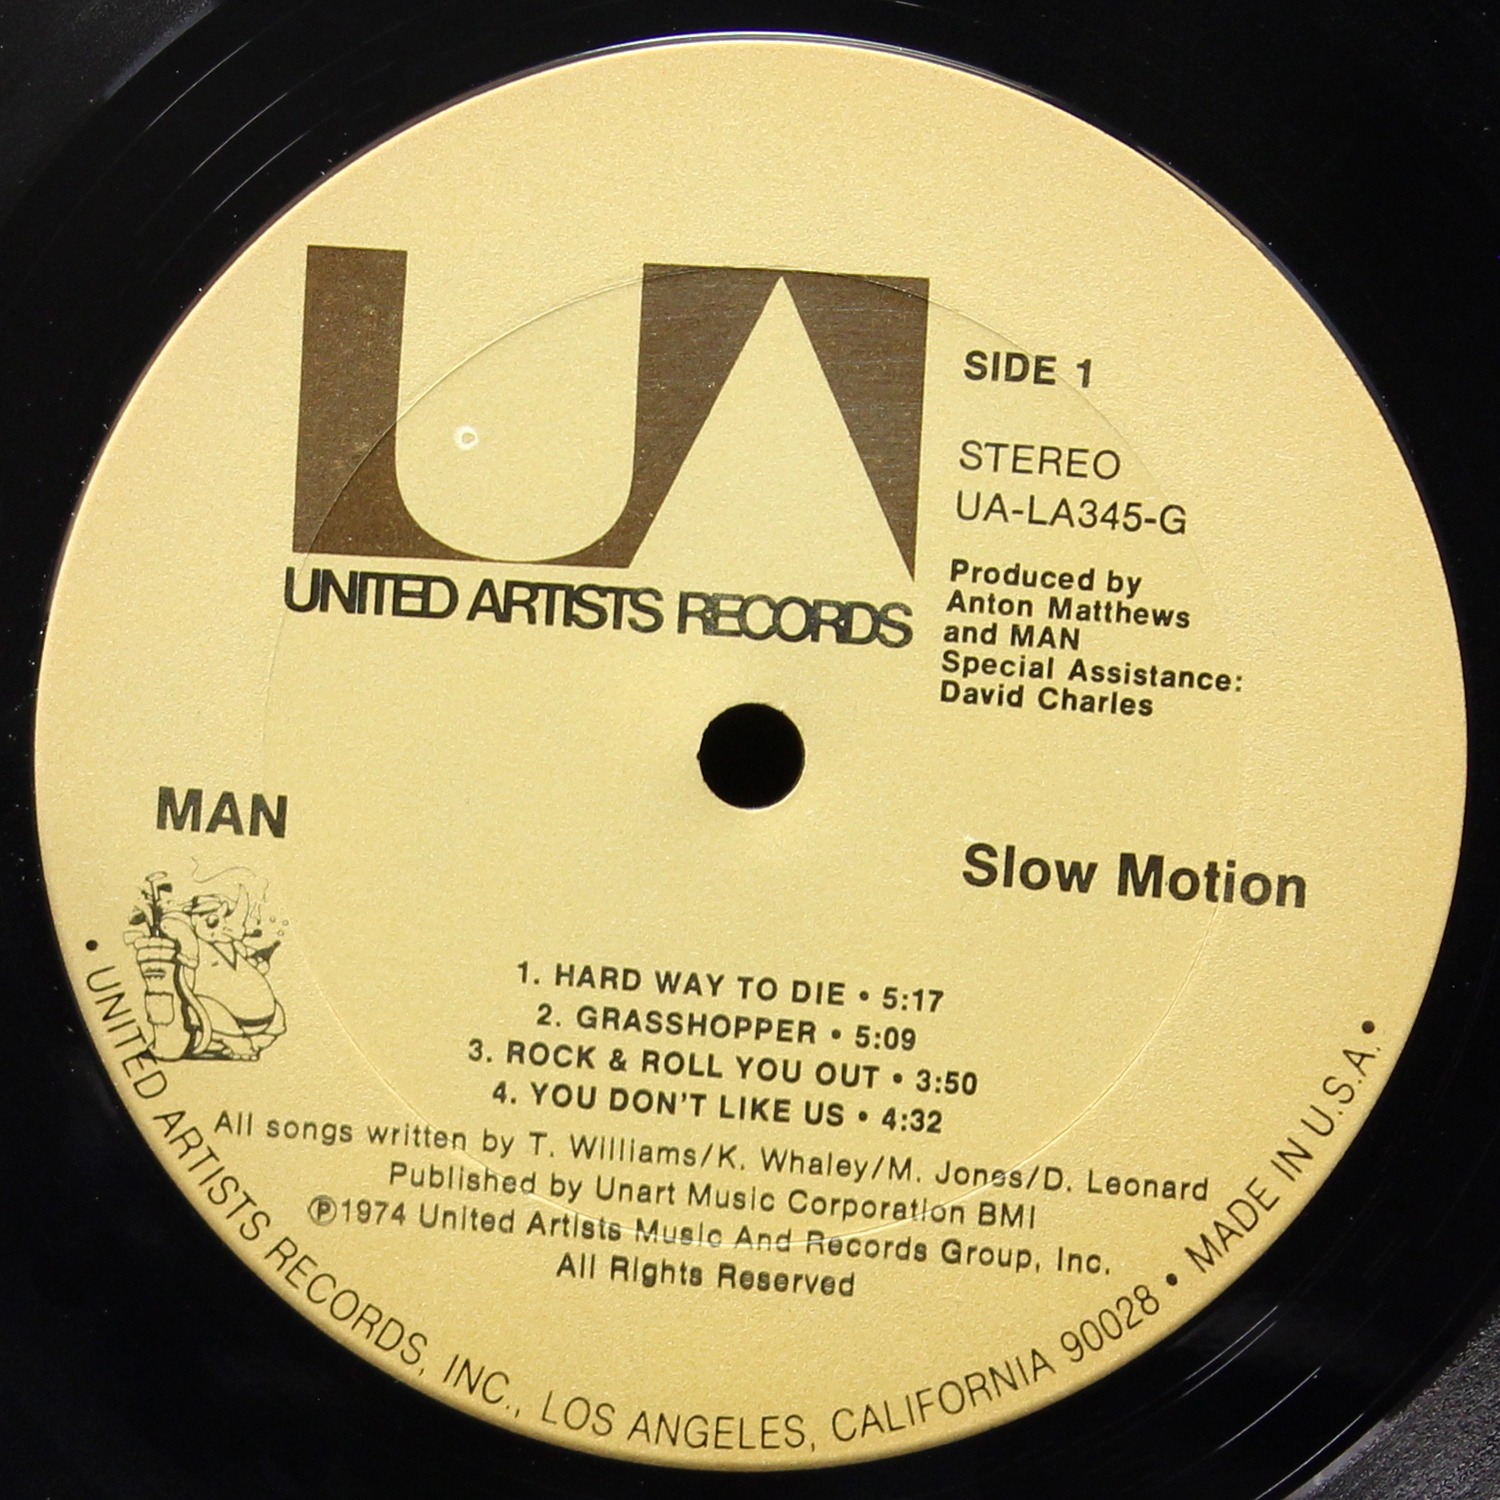 UA
UNITED ARTISTS RECORDS
SIDE 1
STEREO
UA-LA345-G
Produced by
Anton Matthews
and MAN
Special Assistance:
David Charles
MAN
Slow Motion
1. HARD WAY TO DIE • 5:17
2. GRASSHOPPER • 5:09
3. ROCK & ROLL YOU OUT • 3:50
4. YOU DON'T LIKE US • 4:32
All songs written by T. Williams/K. Whaley/M. Jones/D. Leonard
Published by Unart Music Corporation BMI
℗1974 United Artists Music And Records Group, Inc.
All Rights Reserved
• UNITED ARTISTS RECORDS, INC., LOS ANGELES, CALIFORNIA 90028 • MADE IN U.S.A. •